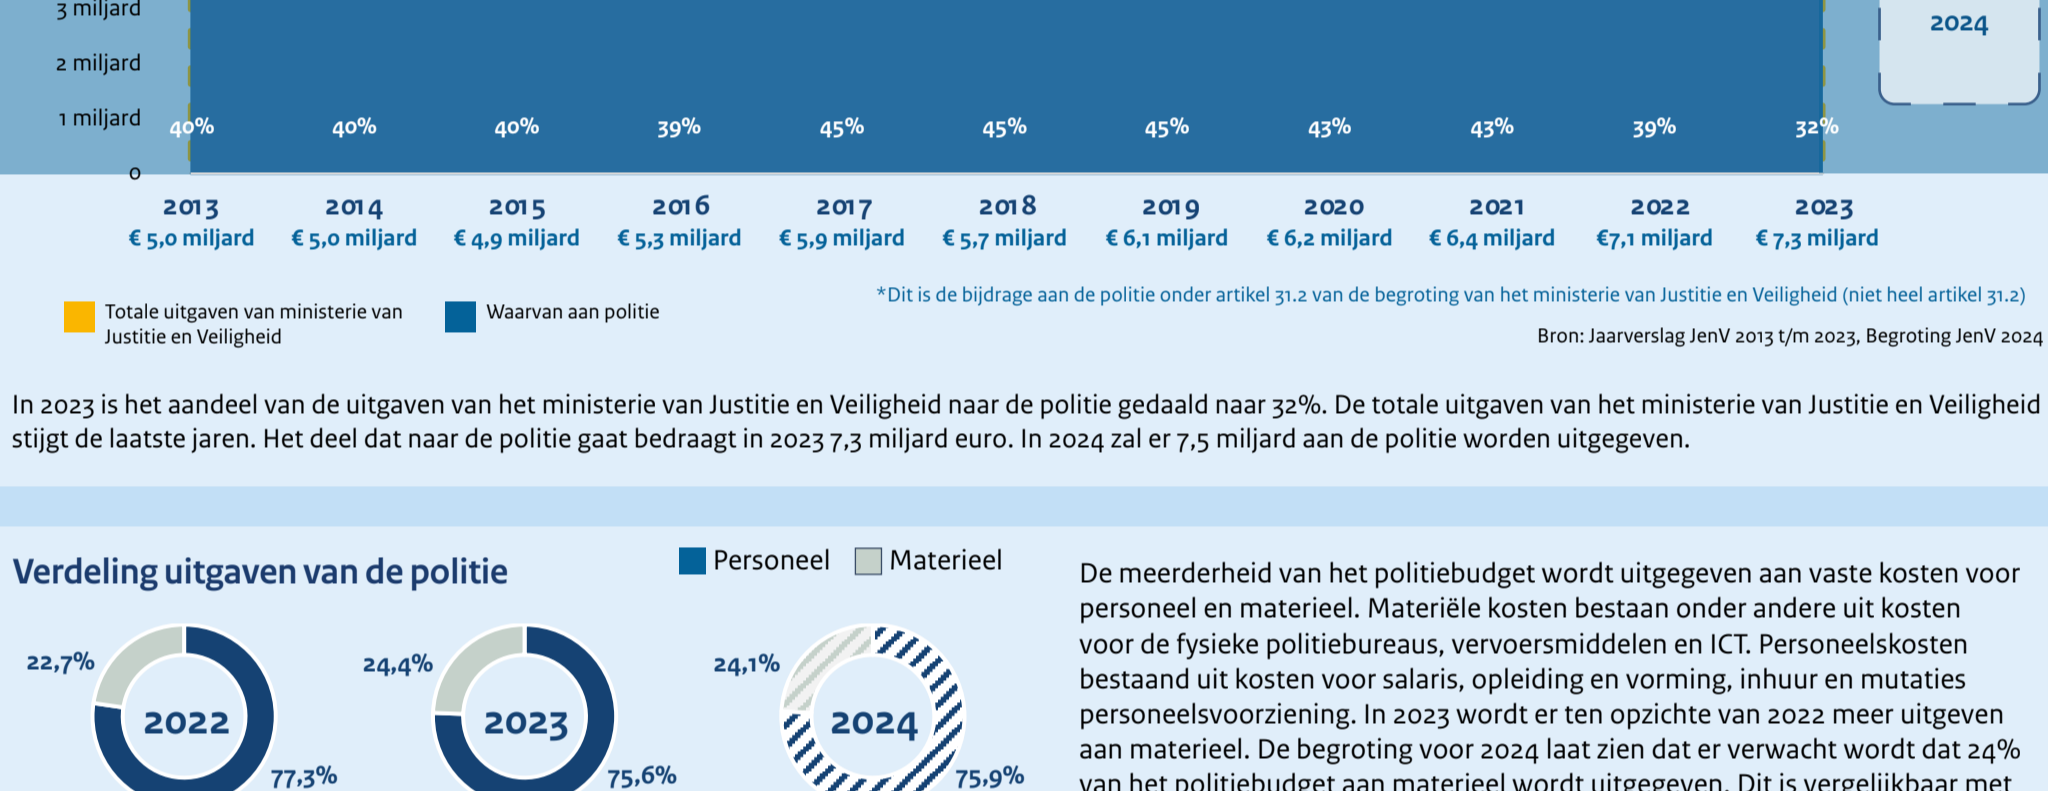 3 miljard
2024
2 miljard
1 miljard
40% 40% 40% 39% 45% 45% 45% 43% 43% 39% 32%
0
2013 2014 2015 2016 2017 2018 2019 2020 2021 2022 2023
€ 5,0 miljard € 5,0 miljard € 4,9 miljard € 5,3 miljard € 5,9 miljard € 5,7 miljard € 6,1 miljard € 6,2 miljard € 6,4 miljard €7,1 miljard € 7,3 miljard
Totale uitgaven van ministerie van
Justitie en Veiligheid
Waarvan aan politie
*Dit is de bijdrage aan de politie onder artikel 31.2 van de begroting van het ministerie van Justitie en Veiligheid (niet heel artikel 31.2)
Bron: Jaarverslag JenV 2013 t/m 2023, Begroting JenV 2024
In 2023 is het aandeel van de uitgaven van het ministerie van Justitie en Veiligheid naar de politie gedaald naar 32%. De totale uitgaven van het ministerie van Justitie en Veiligheid
stijgt de laatste jaren. Het deel dat naar de politie gaat bedraagt in 2023 7,3 miljard euro. In 2024 zal er 7,5 miljard aan de politie worden uitgegeven.
Verdeling uitgaven van de politie
Personeel Materieel
22,7% 2022 77,3%
24,4% 2023 75,6%
24,1% 2024 75,9%
De meerderheid van het politiebudget wordt uitgegeven aan vaste kosten voor
personeel en materieel. Materiële kosten bestaan onder andere uit kosten
voor de fysieke politiebureaus, vervoersmiddelen en ICT. Personeelskosten
bestaand uit kosten voor salaris, opleiding en vorming, inhuur en mutaties
personeelsvoorziening. In 2023 wordt er ten opzichte van 2022 meer uitgeven
aan materieel. De begroting voor 2024 laat zien dat er verwacht wordt dat 24%
van het politiebudget aan materieel wordt uitgegeven. Dit is vergelijkbaar met